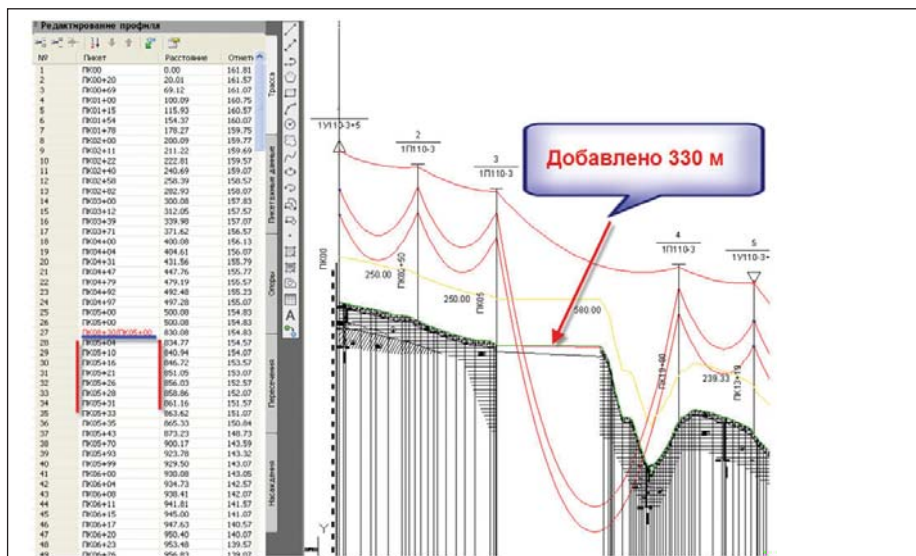 Редактирование профиля
№ Пикет Расстояние Отметк
1 ПК00 0.00 161.81
2 ПК00+20 20.01 161.57
3 ПК00+69 69.12 161.07
4 ПК01+00 100.09 160.75
5 ПК01+15 115.93 160.57
6 ПК01+54 154.37 160.07
7 ПК01+78 178.27 159.75
8 ПК02+00 200.09 159.77
9 ПК02+11 211.22 159.69
10 ПК02+22 222.81 159.57
11 ПК02+40 240.69 159.07
12 ПК02+58 258.39 158.57
13 ПК02+82 282.93 158.07
14 ПК03+00 300.08 157.83
15 ПК03+12 312.05 157.57
16 ПК03+39 339.98 157.07
17 ПК03+71 371.62 156.57
18 ПК04+00 400.08 156.13
19 ПК04+04 404.61 156.07
20 ПК04+31 431.56 155.79
21 ПК04+47 447.76 155.77
22 ПК04+79 479.19 155.57
23 ПК04+92 492.48 155.23
24 ПК04+97 497.28 155.07
25 ПК05+00 500.08 154.83
26 ПК05+00 500.08 154.83
27 ПК08+30/ПК05+00 830.08 154.83
28 ПК05+04 834.77 154.57
29 ПК05+10 840.94 154.07
30 ПК05+16 846.72 153.57
31 ПК05+21 851.05 153.07
32 ПК05+26 856.03 152.57
33 ПК05+28 858.86 152.07
34 ПК05+31 861.16 151.57
35 ПК05+33 863.62 151.07
36 ПК05+35 865.33 150.84
37 ПК05+43 873.23 148.73
38 ПК05+70 900.17 143.59
39 ПК05+93 923.78 143.32
40 ПК05+99 929.50 143.07
41 ПК06+00 930.08 143.05
42 ПК06+04 934.73 142.57
43 ПК06+08 938.41 142.07
44 ПК06+11 941.81 141.57
45 ПК06+15 945.00 141.07
46 ПК06+17 947.63 140.57
47 ПК06+20 950.40 140.07
48 ПК06+23 953.48 139.57
49 ПК06+26 956.83 139.07
Трасса
Пикетажные данные
Опоры
Пересечения
Насаждения
A
1У110-3+5
2
1П110-3
3
1П110-3
Добавлено 330 м
4
1П110-3
5
1У110-3+
ПК00
250.00
ПК02+50
250.00
ПК05
580.00
239.33
Y